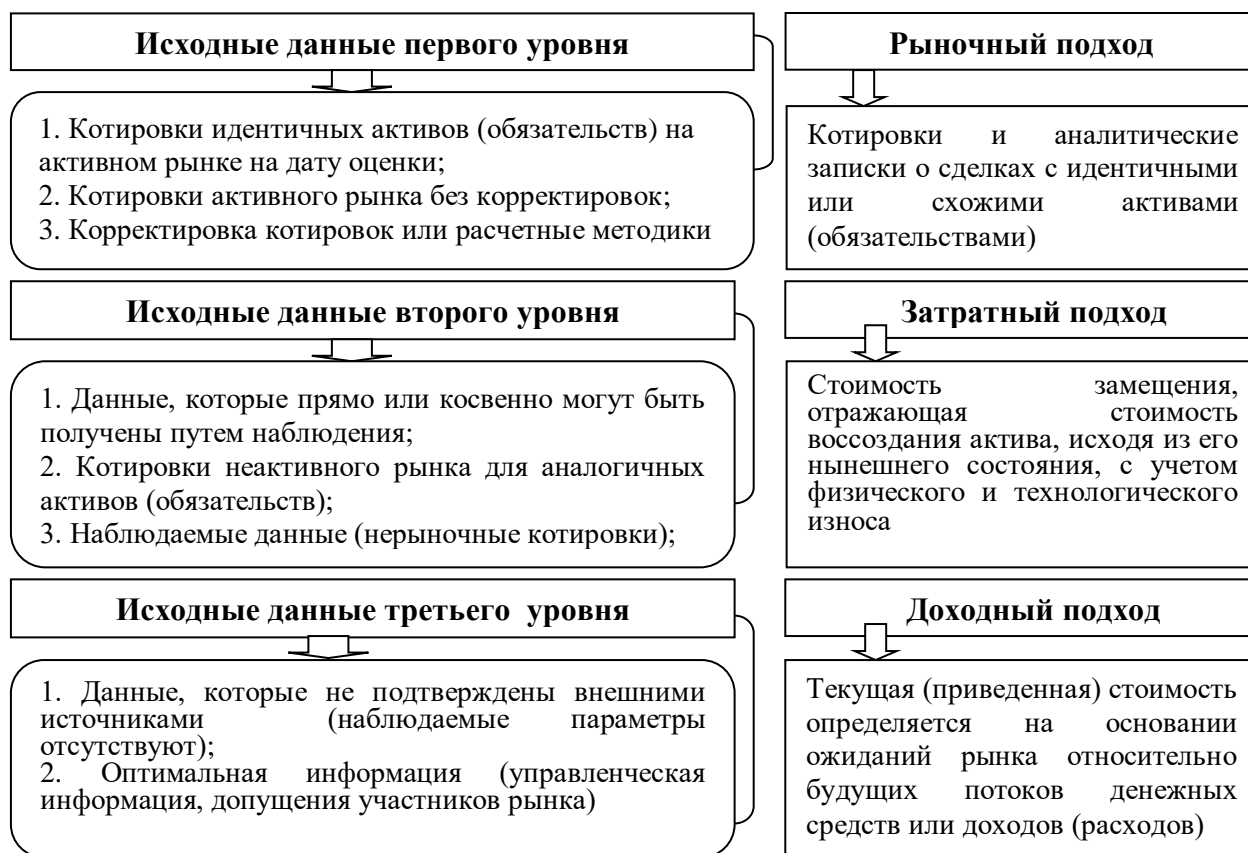 Исходные данные первого уровня
1. Котировки идентичных активов (обязательств) на
активном рынке на дату оценки;
2. Котировки активного рынка без корректировок;
3. Корректировка котировок или расчетные методики
Рыночный подход
Котировки и аналитические
записки о сделках с идентичными
или схожими активами
(обязательствами)
Исходные данные второго уровня
1. Данные, которые прямо или косвенно могут быть
получены путем наблюдения;
2. Котировки неактивного рынка для аналогичных
активов (обязательств);
3. Наблюдаемые данные (нерыночные котировки);
Затратный подход
Стоимость замещения,
отражающая стоимость
воссоздания актива, исходя из его
нынешнего состояния, с учетом
физического и технологического
износа
Исходные данные третьего уровня
1. Данные, которые не подтверждены внешними
источниками (наблюдаемые параметры
отсутствуют);
2. Оптимальная информация (управленческая
информация, допущения участников рынка)
Доходный подход
Текущая (приведенная) стоимость
определяется на основании
ожиданий рынка относительно
будущих потоков денежных
средств или доходов (расходов)